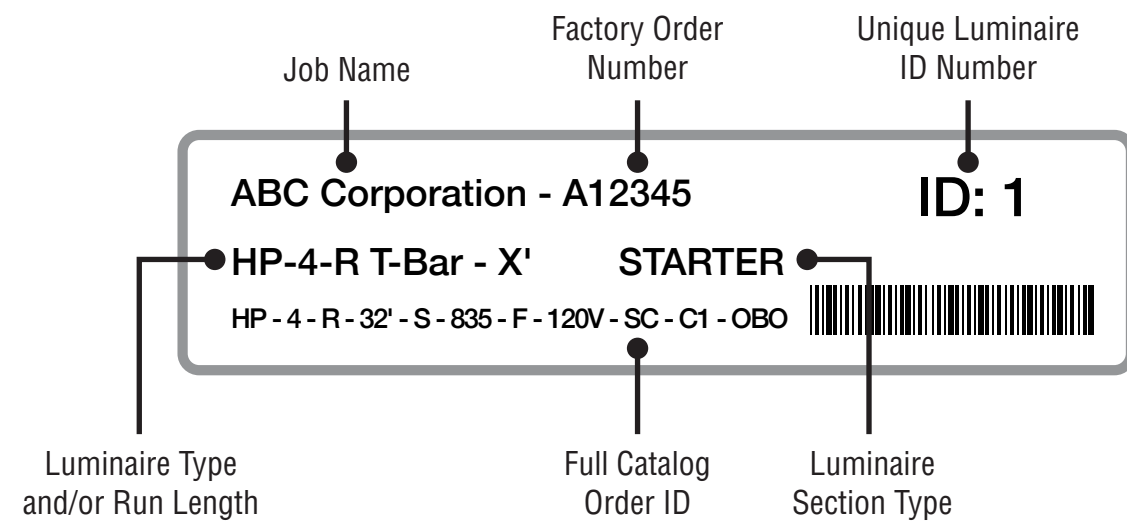 Job Name
Factory Order
Number
Unique Luminaire
ID Number
ABC Corporation - A12345
ID: 1
HP-4-R T-Bar - X'
STARTER
HP - 4 - R - 32' - S - 835 - F - 120V - SC - C1 - OBO
Luminaire Type
and/or Run Length
Full Catalog
Order ID
Luminaire
Section Type